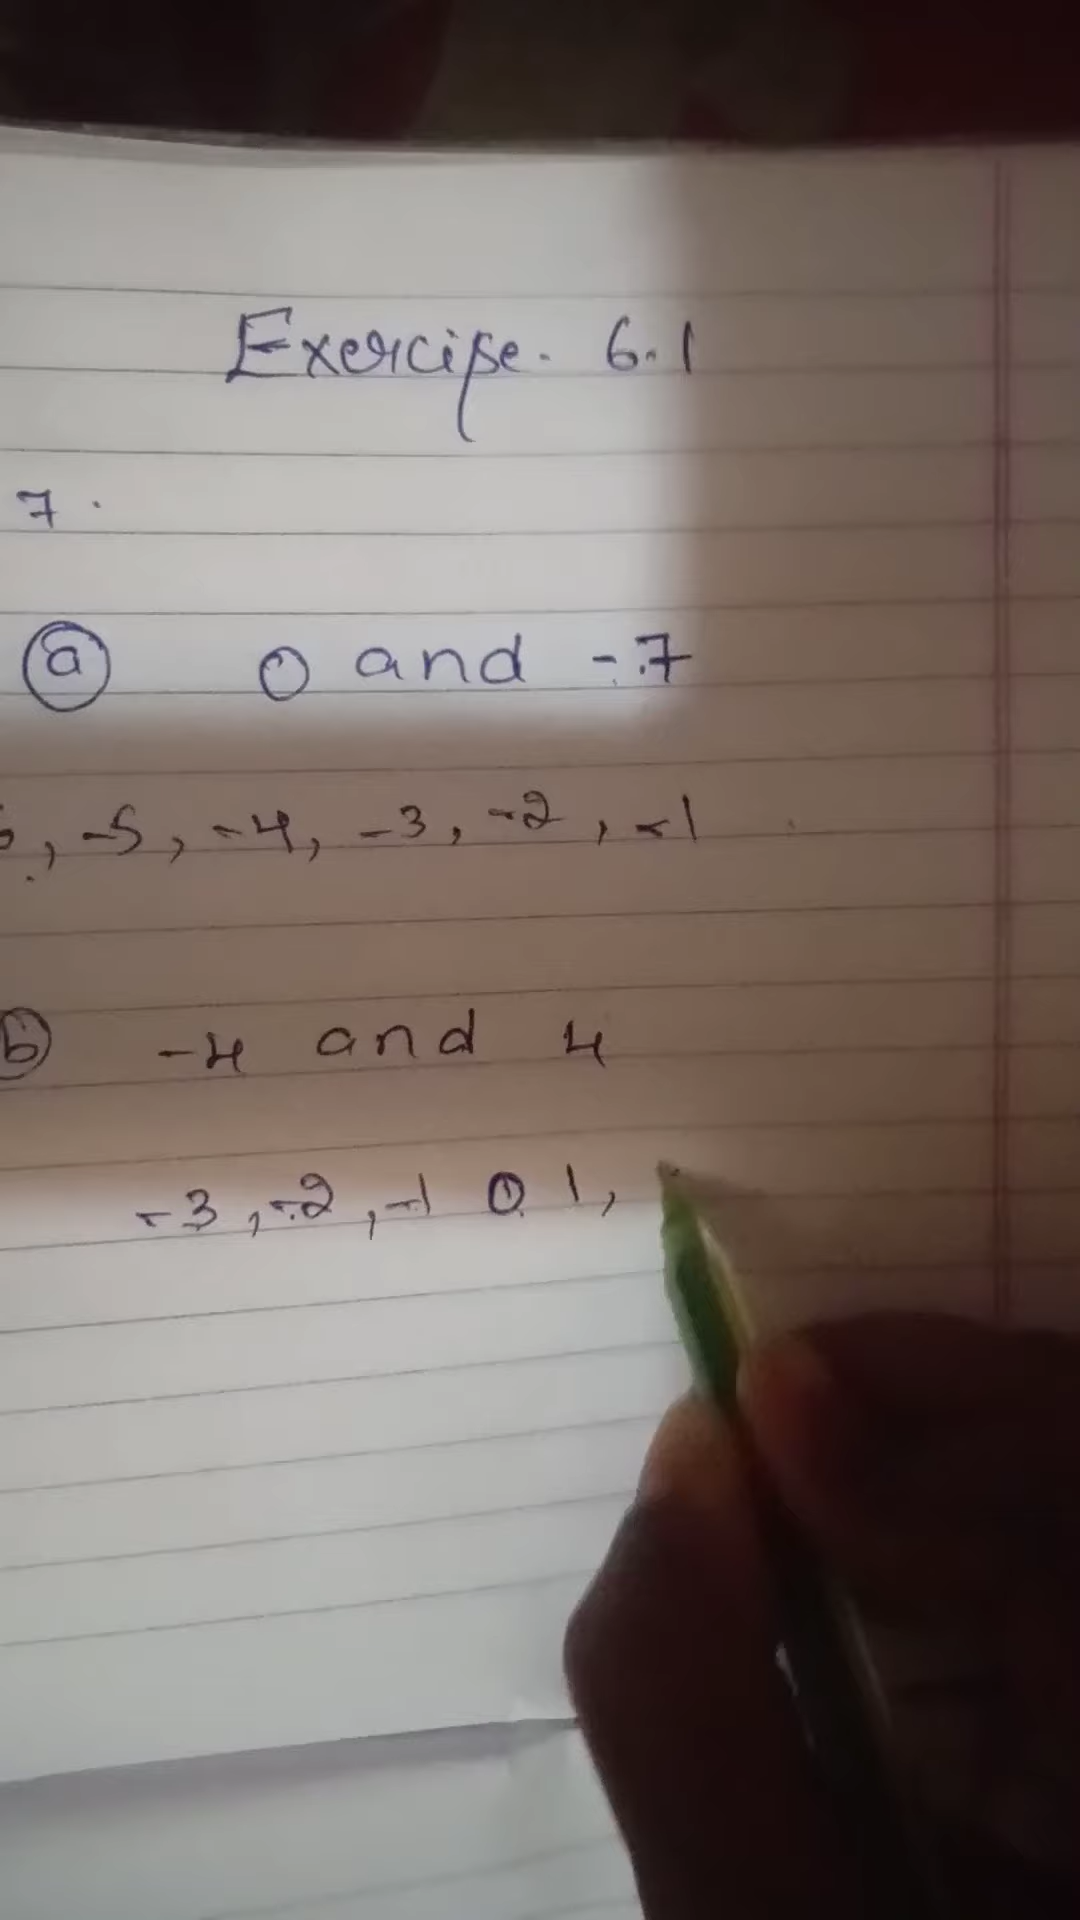 Exercise. 6.1
7.
(a) 0 and -7
, -5, -4, -3, -2, -1
(b) -4 and 4
-3, -2, -1 0 1,